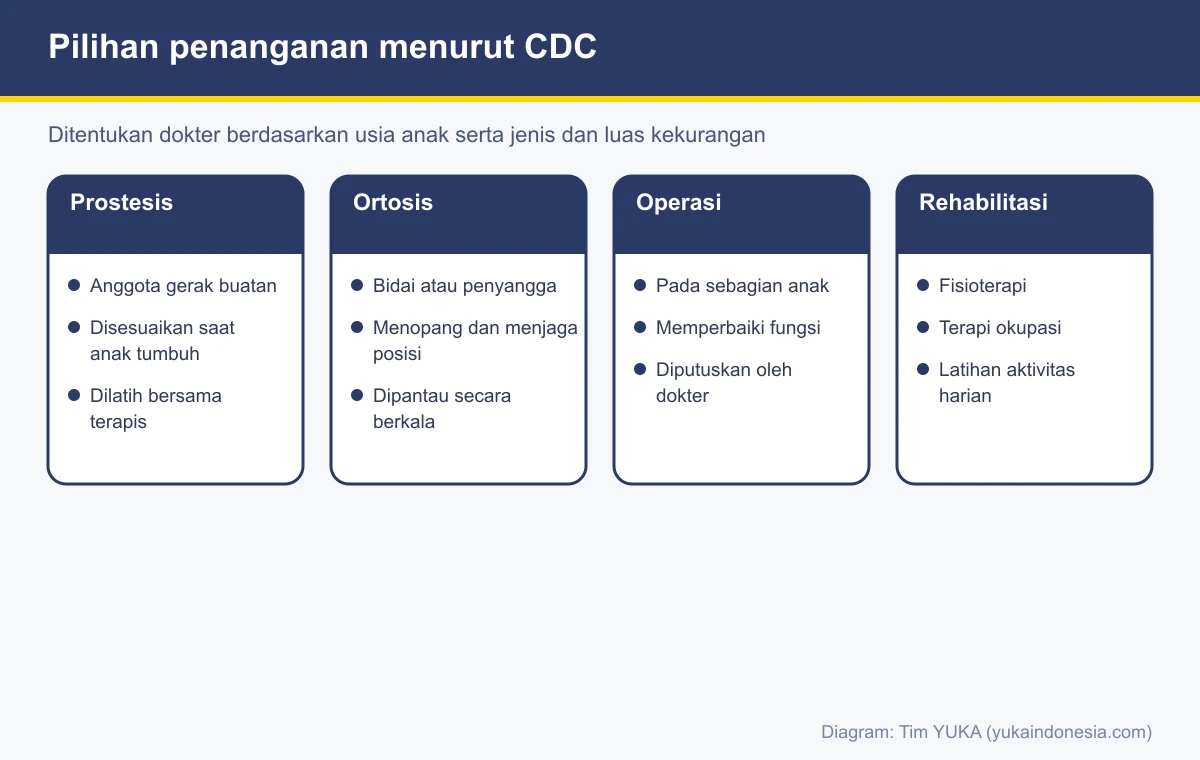 Pilihan penanganan menurut CDC
Ditentukan dokter berdasarkan usia anak serta jenis dan luas kekurangan
Prostesis
Anggota gerak buatan
Disesuaikan saat
anak tumbuh
Dilatih bersama
terapis
Ortosis
Bidai atau penyangga
Menopang dan menjaga
posisi
Dipantau secara
berkala
Operasi
Pada sebagian anak
Memperbaiki fungsi
Diputuskan oleh
dokter
Rehabilitasi
Fisioterapi
Terapi okupasi
Latihan aktivitas
harian
Diagram: Tim YUKA (yukaindonesia.com)